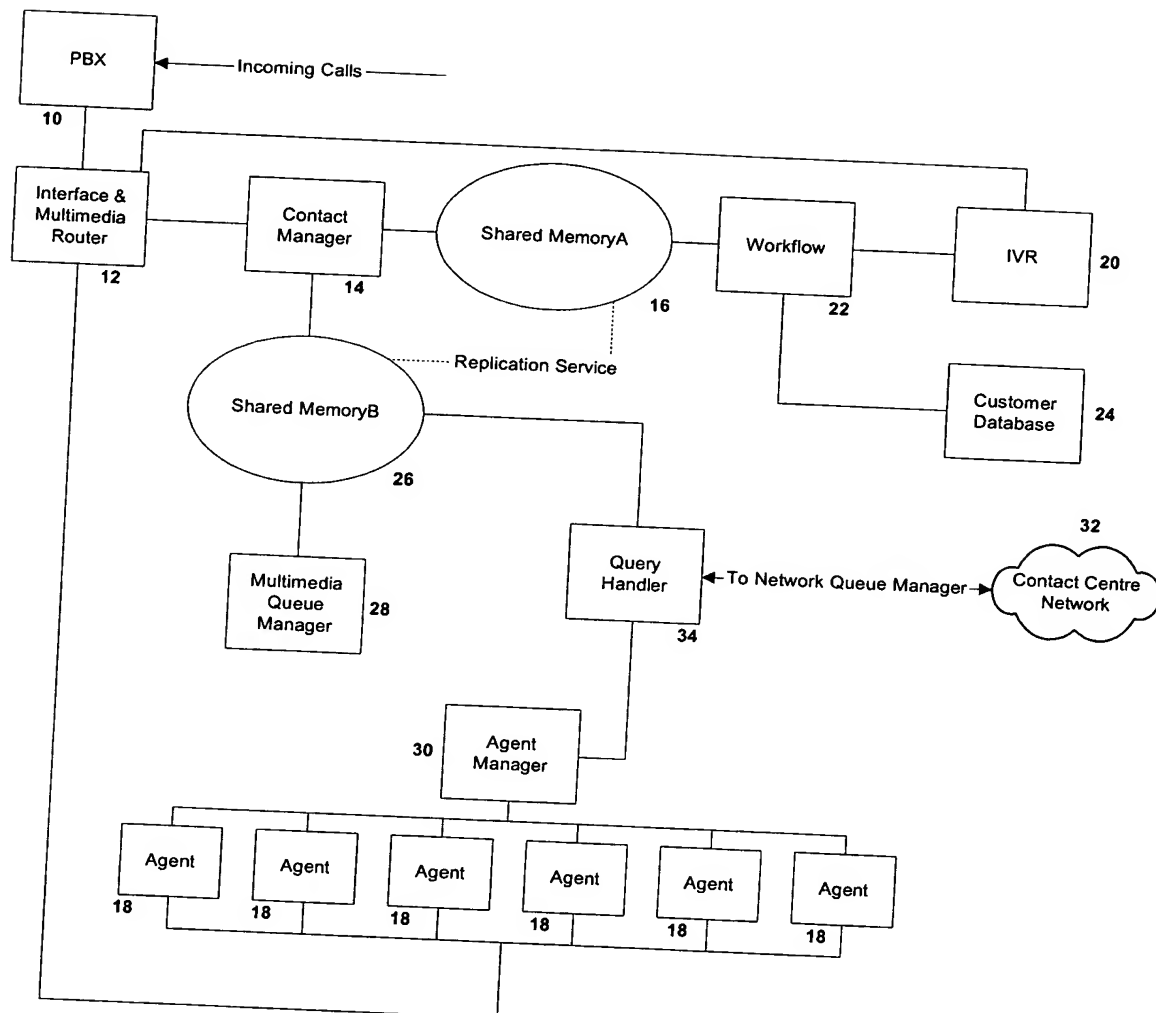 PBX
Incoming Calls
10
Interface &
Multimedia
Router
12
Contact
Manager
14
Shared MemoryA
16
Workflow
22
IVR
20
Replication Service
Shared MemoryB
26
Customer
Database
24
Multimedia
Queue
Manager
28
Query
Handler
34
To Network Queue Manager
32
Contact Centre
Network
30
Agent
Manager
Agent
Agent
Agent
Agent
Agent
Agent
18
18
18
18
18
18